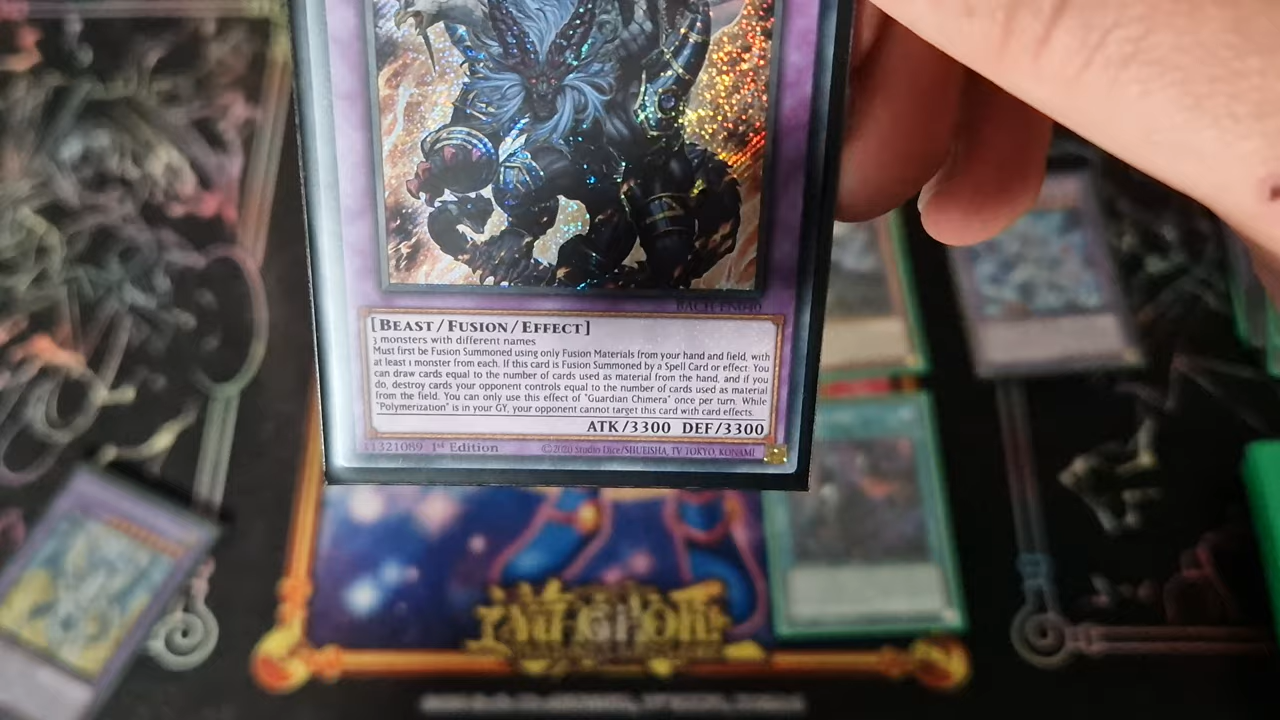 BACH-EN040
[BEAST/FUSION/EFFECT]
3 monsters with different names
Must first be Fusion Summoned using only Fusion Materials from your hand and field, with
at least 1 monster from each. If this card is Fusion Summoned by a Spell Card or effect: You
can draw cards equal to the number of cards used as material from the hand, and if you
do, destroy cards your opponent controls equal to the number of cards used as material
from the field. You can only use this effect of "Guardian Chimera" once per turn. While
"Polymerization" is in your GY, your opponent cannot target this card with card effects.
ATK/3300 DEF/3300
11321089 1st Edition ©2020 Studio Dice/SHUEISHA, TV TOKYO, KONAMI
Yu-Gi-Oh!